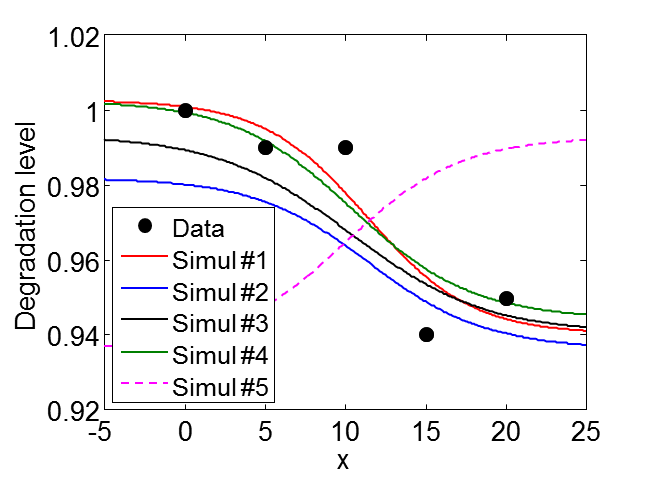 1.02
1
0.98
0.96
0.94
0.92
Degradation level
Data
Simul #1
Simul #2
Simul #3
Simul #4
Simul #5
-5 0 5 10 15 20 25
x